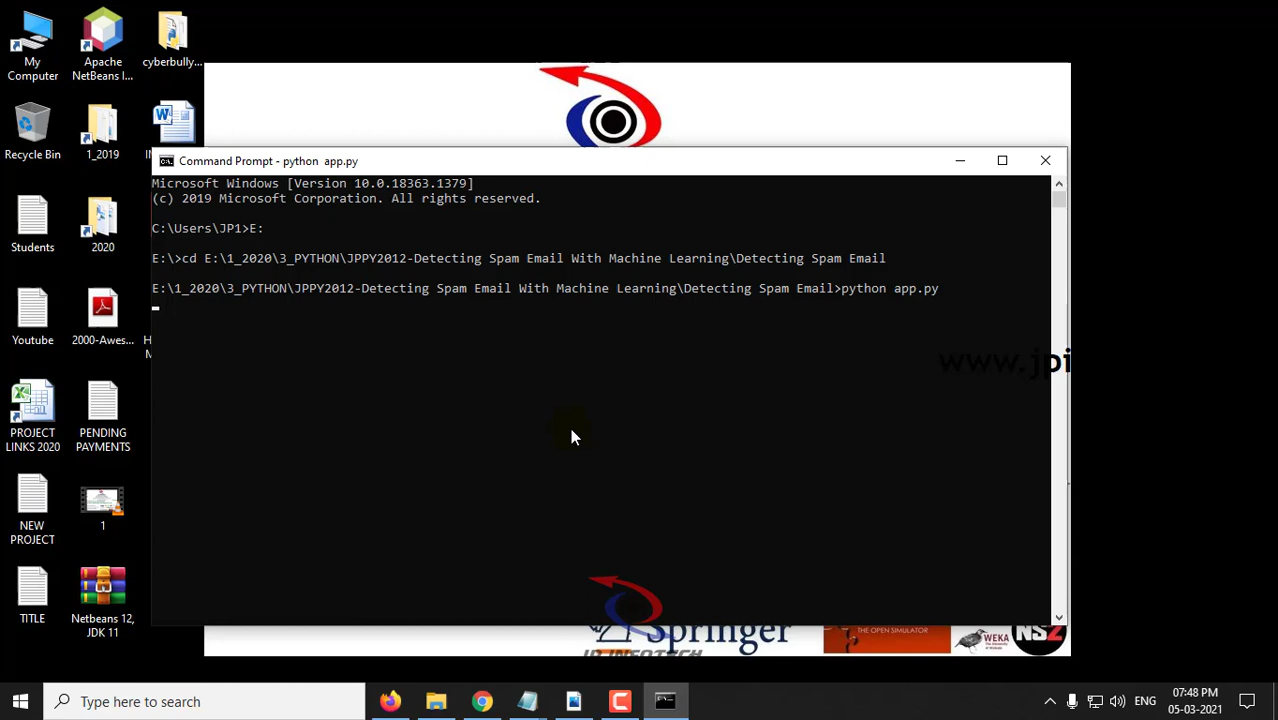 My
Computer
Apache
NetBeans I...
cyberbully...
Recycle Bin
1_2019
Students
2020
Youtube
2000-Awes...
PROJECT
LINKS 2020
PENDING
PAYMENTS
NEW
PROJECT
1
TITLE
Netbeans 12,
JDK 11
Command Prompt - python  app.py
Microsoft Windows [Version 10.0.18363.1379]
(c) 2019 Microsoft Corporation. All rights reserved.
C:\Users\JP1>E:
E:\>cd E:\1_2020\3_PYTHON\JPPY2012-Detecting Spam Email With Machine Learning\Detecting Spam Email
E:\1_2020\3_PYTHON\JPPY2012-Detecting Spam Email With Machine Learning\Detecting Spam Email>python app.py
www.jpi
Springer
JP INFOTECH
THE OPEN SIMULATOR
WEKA
NS2
Type here to search
ENG
07:48 PM
05-03-2021